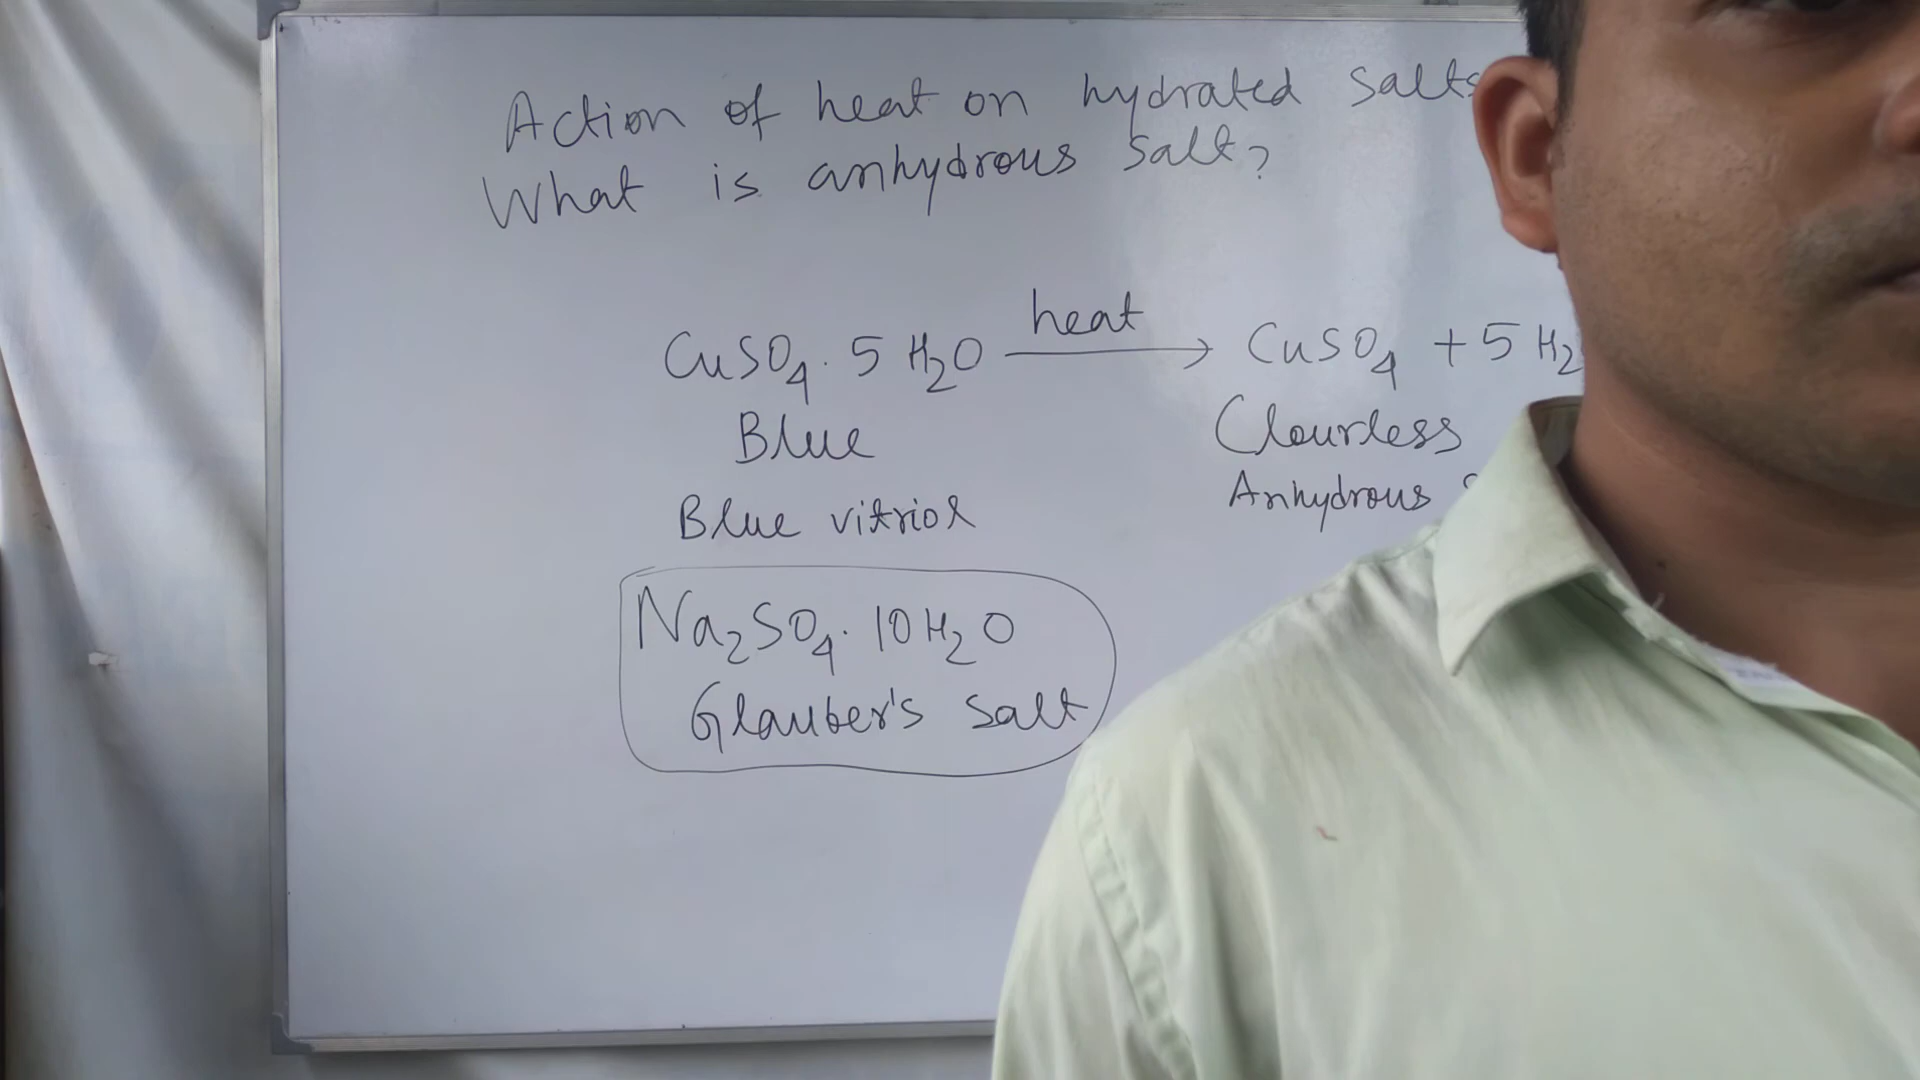 Action of heat on hydrated salts
What is anhydrous salt?
CuSO₄. 5 H₂O heat → CuSO₄ + 5 H₂
Blue Clourless
Blue vitriol Anhydrous
Na₂SO₄. 10 H₂O
Glauber's salt